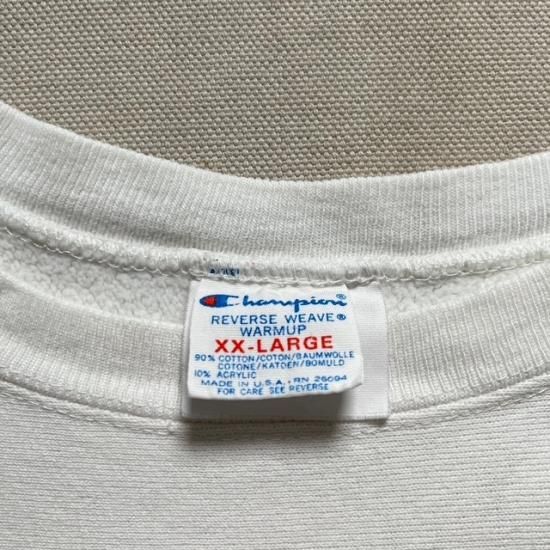 Champion®
REVERSE WEAVE®
WARMUP
XX-LARGE
90% COTTON/COTON/BAUMWOLLE
COTONE/KATOEN/BOMULD
10% ACRYLIC
MADE IN U.S.A., RN 26094
FOR CARE SEE REVERSE